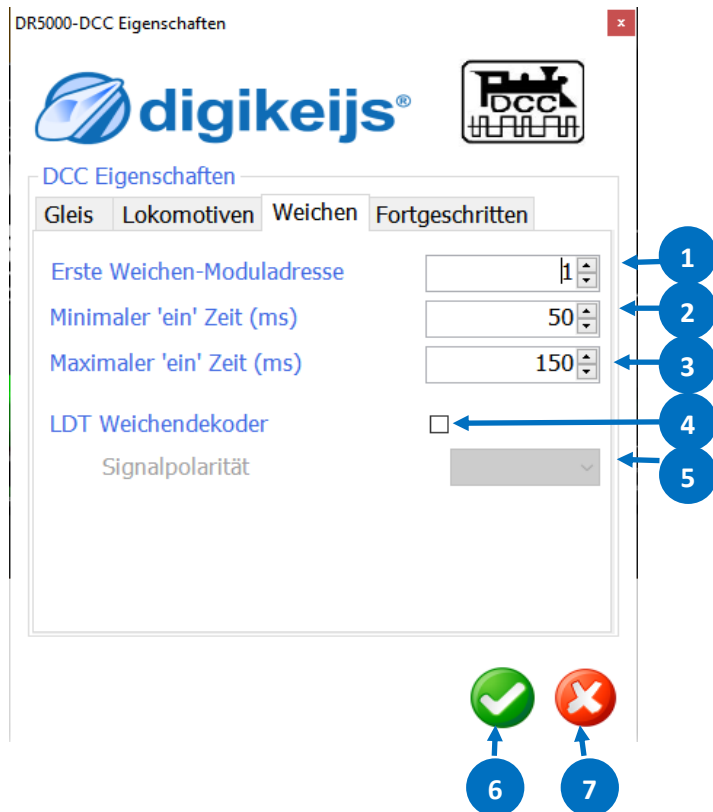 DR5000-DCC Eigenschaften x
digikeijs®
DCC
DCC Eigenschaften
Gleis Lokomotiven Weichen Fortgeschritten
Erste Weichen-Moduladresse 1 1
Minimaler 'ein' Zeit (ms) 50 2
Maximaler 'ein' Zeit (ms) 150 3
LDT Weichendekoder 4
Signalpolarität 5
6 7